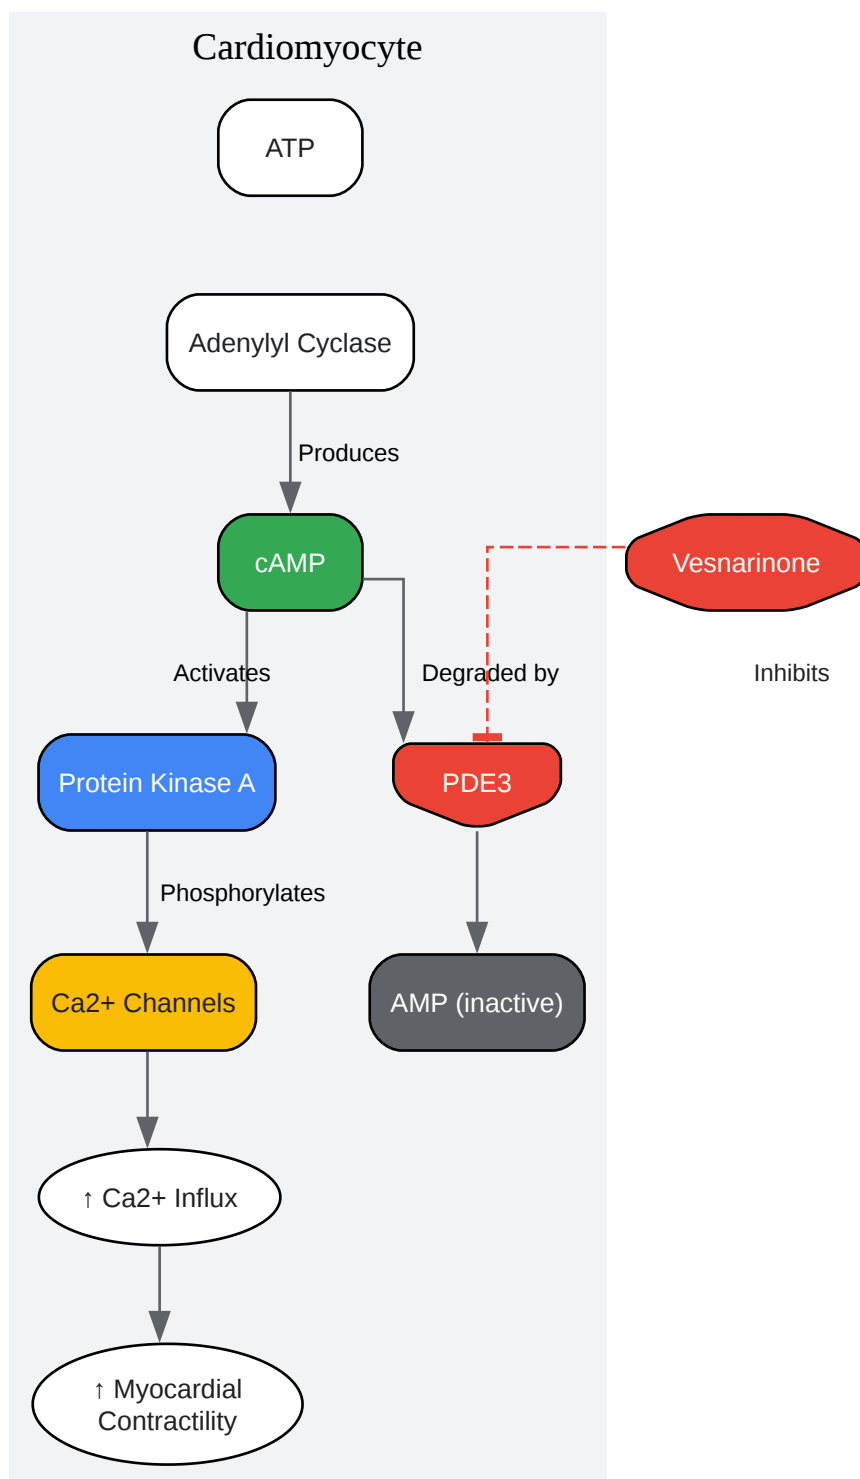 Cardiomyocyte
ATP
Adenylyl Cyclase
Produces
cAMP
Vesnarinone
Activates
Degraded by
Inhibits
Protein Kinase A
PDE3
Phosphorylates
Ca2+ Channels
AMP (inactive)
↑ Ca2+ Influx
↑ Myocardial
Contractility